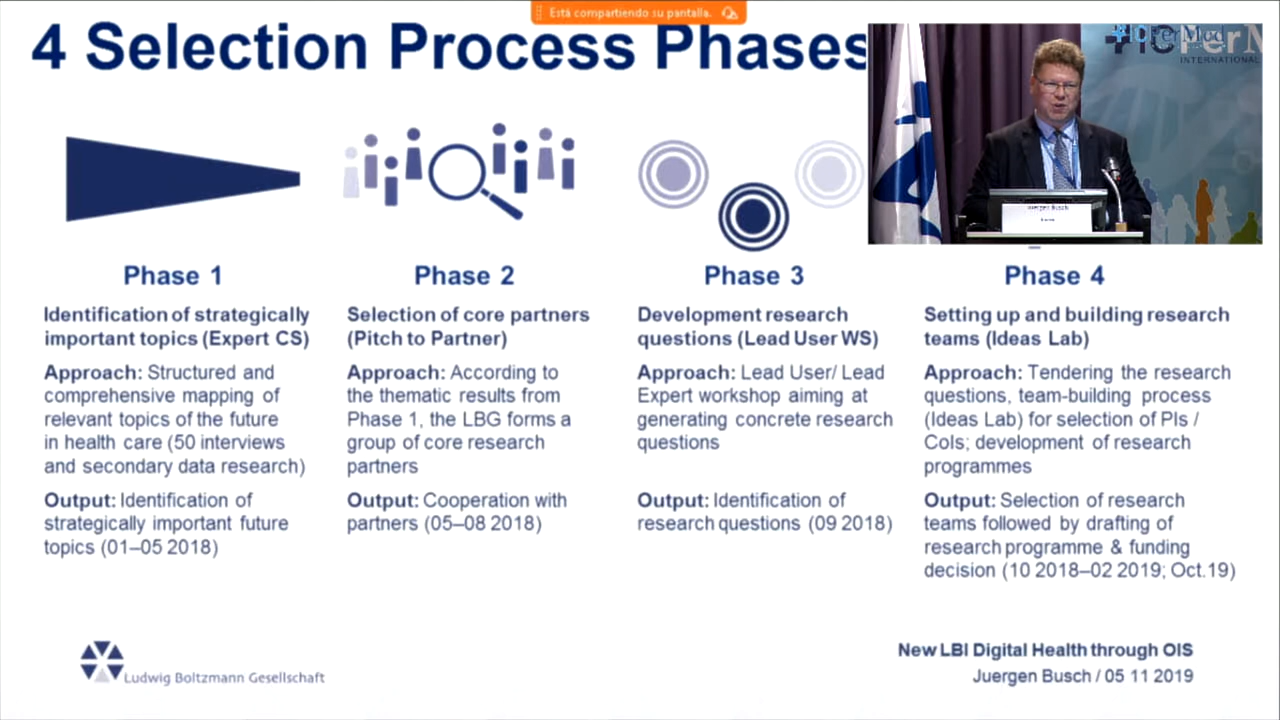 Está compartiendo su pantalla.
4 Selection Process Phases
INTERNATIONAL
Juergen Busch
Phase 1
Identification of strategically
important topics (Expert CS)
Approach: Structured and
comprehensive mapping of
relevant topics of the future
in health care (50 interviews
and secondary data research)
Output: Identification of
strategically important future
topics (01–05 2018)
Phase 2
Selection of core partners
(Pitch to Partner)
Approach: According to
the thematic results from
Phase 1, the LBG forms a
group of core research
partners
Output: Cooperation with
partners (05–08 2018)
Phase 3
Development research
questions (Lead User WS)
Approach: Lead User/ Lead
Expert workshop aiming at
generating concrete research
questions
Output: Identification of
research questions (09 2018)
Phase 4
Setting up and building research
teams (Ideas Lab)
Approach: Tendering the research
questions, team-building process
(Ideas Lab) for selection of PIs /
CoIs; development of research
programmes
Output: Selection of research
teams followed by drafting of
research programme & funding
decision (10 2018–02 2019; Oct.19)
Ludwig Boltzmann Gesellschaft
New LBI Digital Health through OIS
Juergen Busch / 05 11 2019